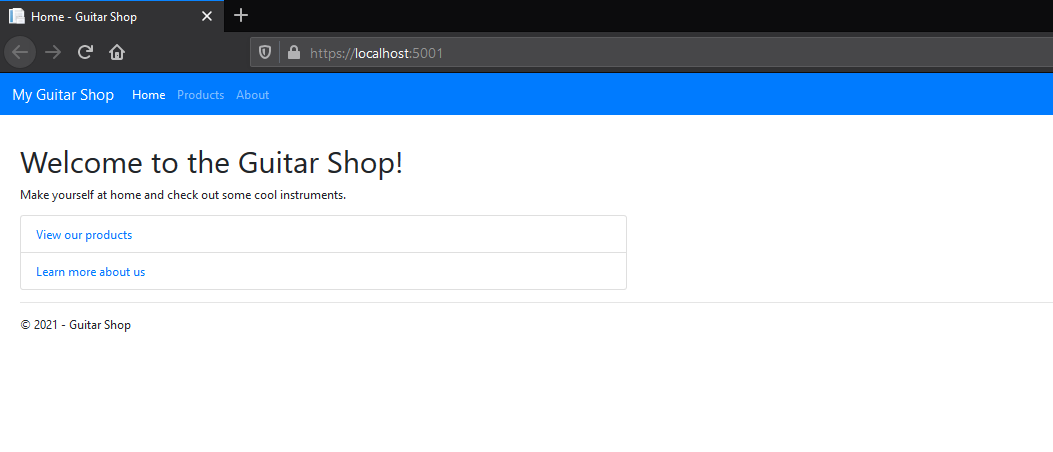 Home - Guitar Shop
https://localhost:5001
My Guitar Shop Home Products About
Welcome to the Guitar Shop!
Make yourself at home and check out some cool instruments.
View our products
Learn more about us
© 2021 - Guitar Shop